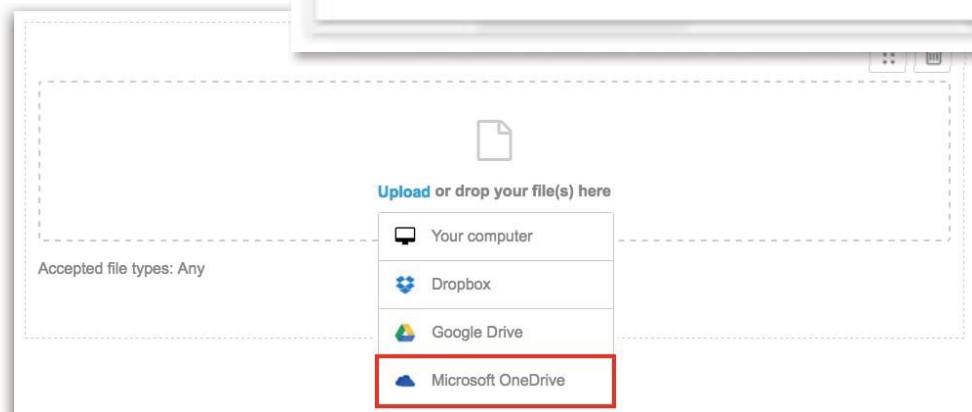 Upload or drop your file(s) here
Your computer
Accepted file types: Any
Dropbox
Google Drive
Microsoft OneDrive